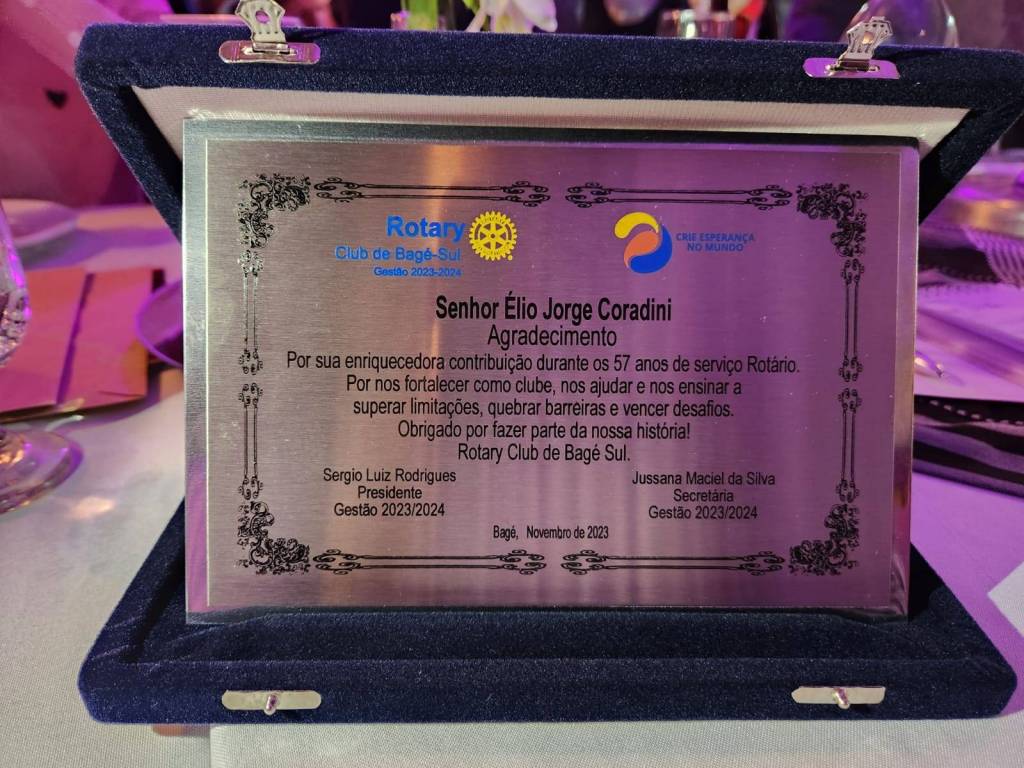 Rotary
Club de Bagé-Sul
Gestão 2023-2024
CRIE ESPERANÇA
NO MUNDO
Senhor Élio Jorge Coradini
Agradecimento
Por sua enriquecedora contribuição durante os 57 anos de serviço Rotário.
Por nos fortalecer como clube, nos ajudar e nos ensinar a
superar limitações, quebrar barreiras e vencer desafios.
Obrigado por fazer parte da nossa história!
Rotary Club de Bagé Sul.
Sergio Luiz Rodrigues
Presidente
Gestão 2023/2024
Jussana Maciel da Silva
Secretária
Gestão 2023/2024
Bagé, Novembro de 2023